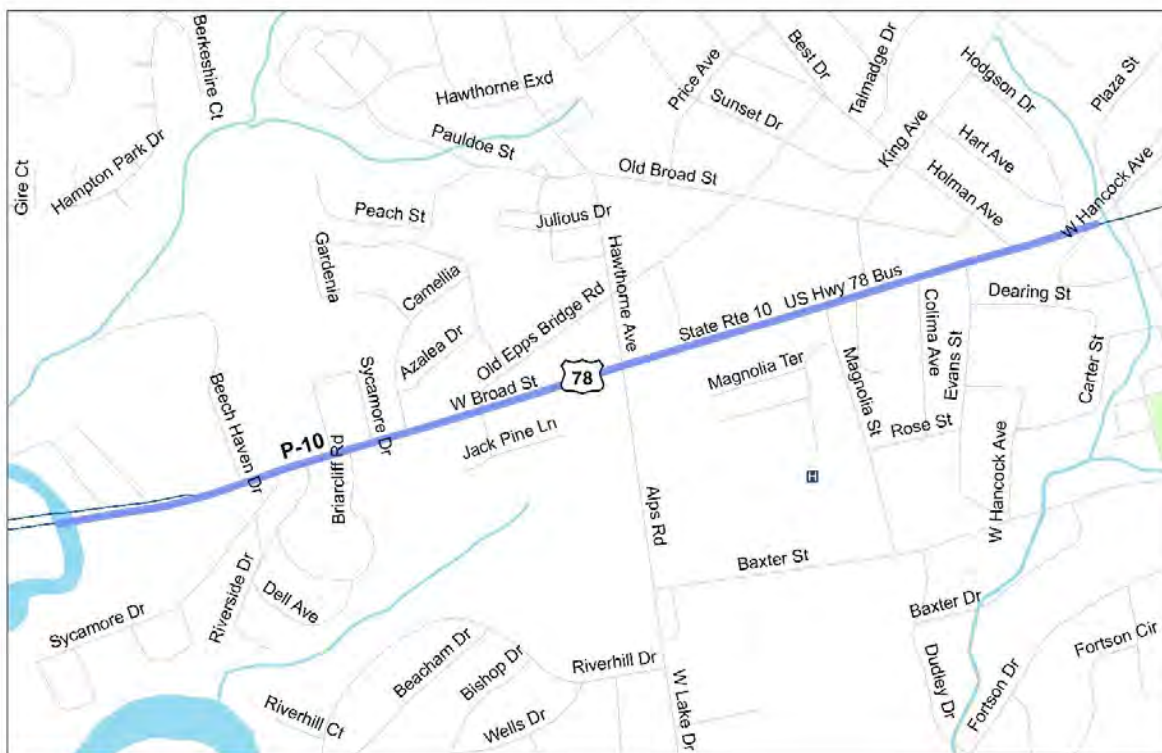 Berkeshire Ct
Hampton Park Dr
Gire Ct
Hawthorne Exd
Pauldoe St
Price Ave
Best Dr
Talmadge Dr
Sunset Dr
King Ave
Hodgson Dr
Plaza St
Hart Ave
Holman Ave
W Hancock Ave
Old Broad St
Peach St
Julious Dr
Gardenia
Camellia
Hawthorne Ave
Azalea Dr
Old Epps Bridge Rd
State Rte 10
US Hwy 78 Bus
Dearing St
Colima Ave
Evans St
Carter St
Sycamore Dr
W Broad St
78
Magnolia Ter
Magnolia St
Beech Haven Dr
P-10
Briarcliff Rd
Jack Pine Ln
Rose St
H
W Hancock Ave
Alps Rd
Baxter St
Sycamore Dr
Riverside Dr
Dell Ave
Baxter Dr
Beacham Dr
Bishop Dr
Riverhill Dr
Dudley Dr
Fortson Dr
Fortson Cir
Riverhill Ct
Wells Dr
W Lake Dr